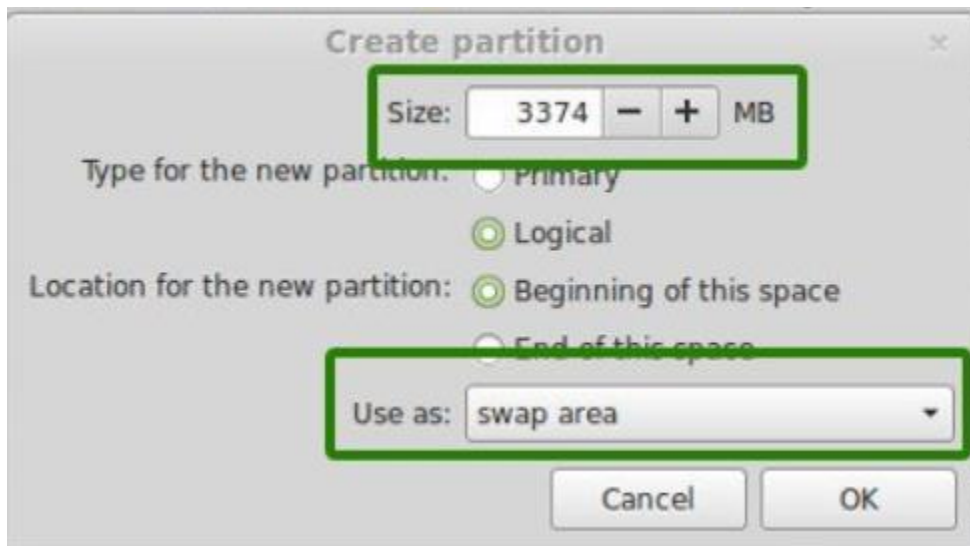 Create partition
Size: 3374 − + MB
Type for the new partition: Primary
Logical
Location for the new partition: Beginning of this space
End of this space
Use as: swap area
Cancel OK